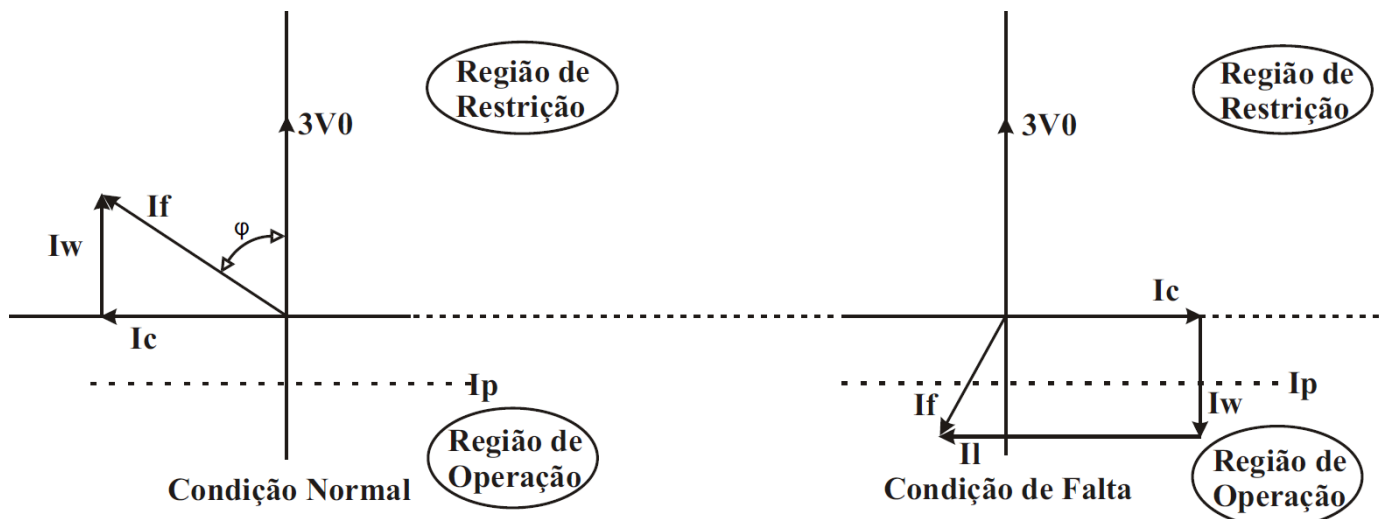 Região de
Restrição
3V0
If
φ
Iw
Ic
Ip
Região de
Operação
Condição Normal
Região de
Restrição
3V0
Ic
Ip
If
Iw
Il
Região de
Operação
Condição de Falta